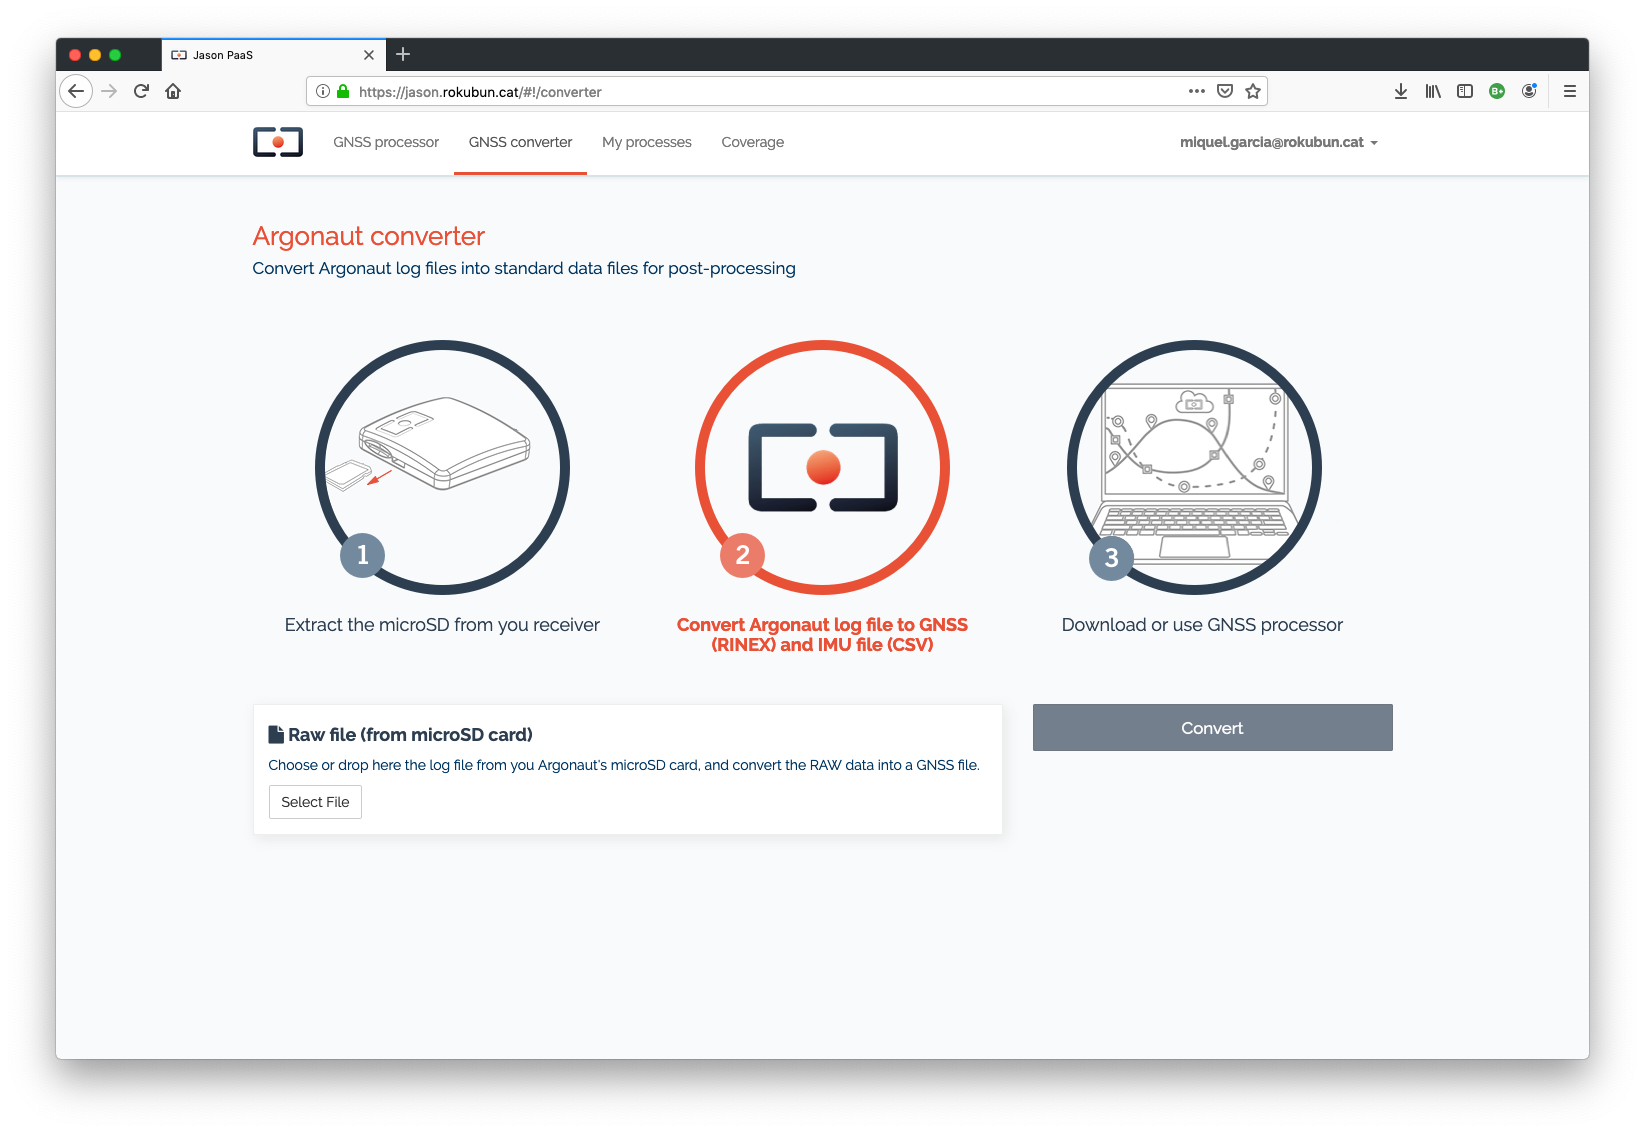 Jason PaaS
https://jason.rokubun.cat/#!/converter
B+
GNSS processor
GNSS converter
My processes
Coverage
miquel.garcia@rokubun.cat
Argonaut converter
Convert Argonaut log files into standard data files for post-processing
1
2
3
Extract the microSD from you receiver
Convert Argonaut log file to GNSS
(RINEX) and IMU file (CSV)
Download or use GNSS processor
Raw file (from microSD card)
Choose or drop here the log file from you Argonaut's microSD card, and convert the RAW data into a GNSS file.
Select File
Convert